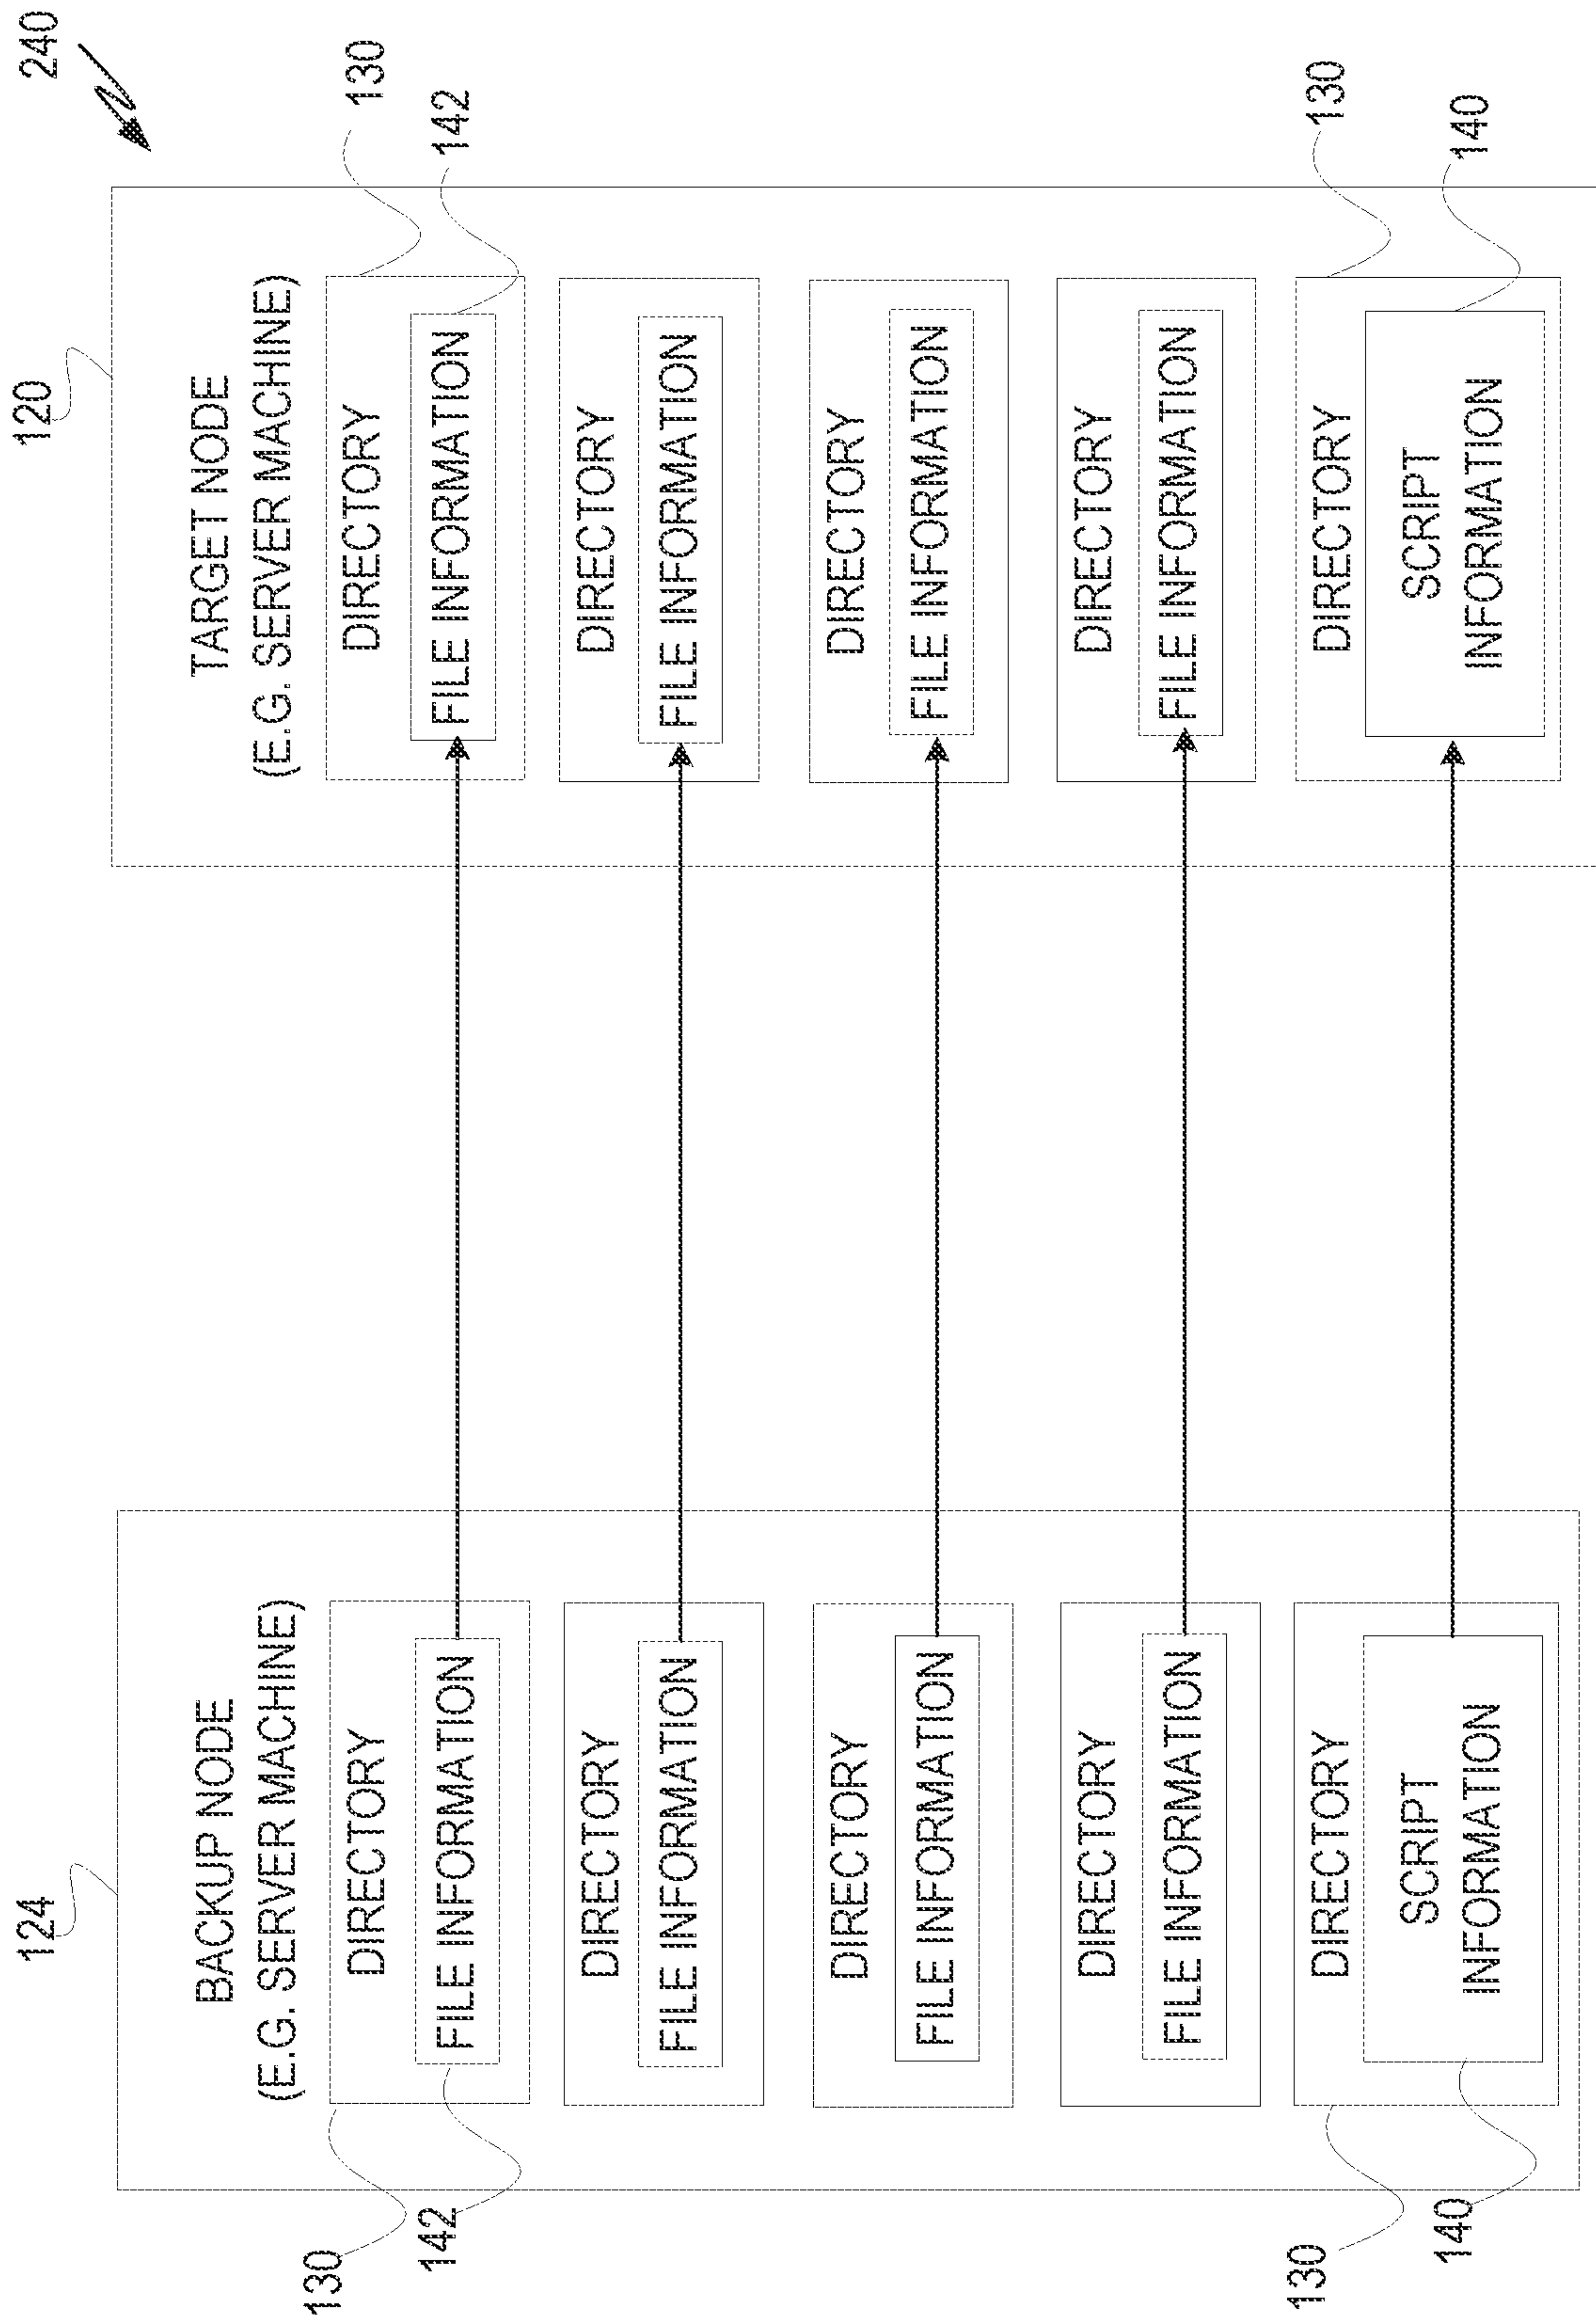 240
124
BACKUP NODE
(E.G. SERVER MACHINE)
130
DIRECTORY
142
FILE INFORMATION
DIRECTORY
FILE INFORMATION
DIRECTORY
FILE INFORMATION
DIRECTORY
FILE INFORMATION
130
DIRECTORY
140
SCRIPT
INFORMATION
120
TARGET NODE
(E.G. SERVER MACHINE)
130
DIRECTORY
142
FILE INFORMATION
DIRECTORY
FILE INFORMATION
DIRECTORY
FILE INFORMATION
DIRECTORY
FILE INFORMATION
130
DIRECTORY
140
SCRIPT
INFORMATION